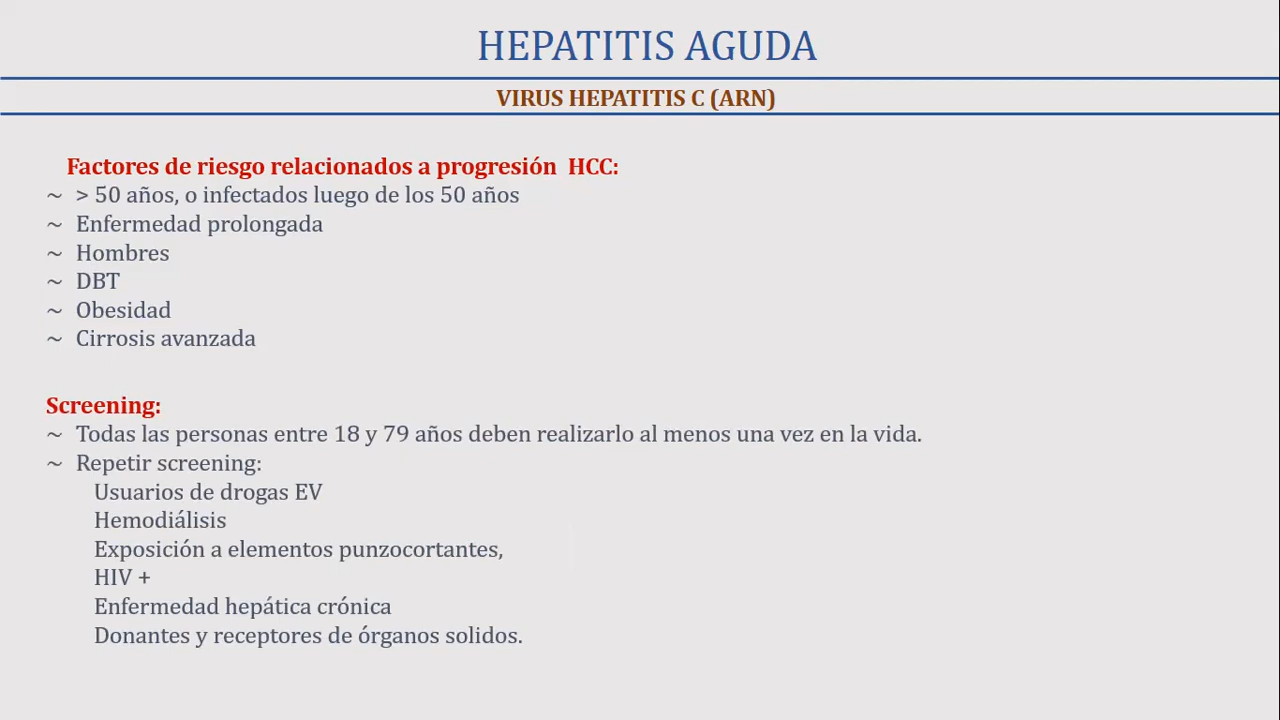 HEPATITIS AGUDA
VIRUS HEPATITIS C (ARN)
Factores de riesgo relacionados a progresión HCC:
~ > 50 años, o infectados luego de los 50 años
~ Enfermedad prolongada
~ Hombres
~ DBT
~ Obesidad
~ Cirrosis avanzada
Screening:
~ Todas las personas entre 18 y 79 años deben realizarlo al menos una vez en la vida.
~ Repetir screening:
Usuarios de drogas EV
Hemodiálisis
Exposición a elementos punzocortantes,
HIV +
Enfermedad hepática crónica
Donantes y receptores de órganos solidos.